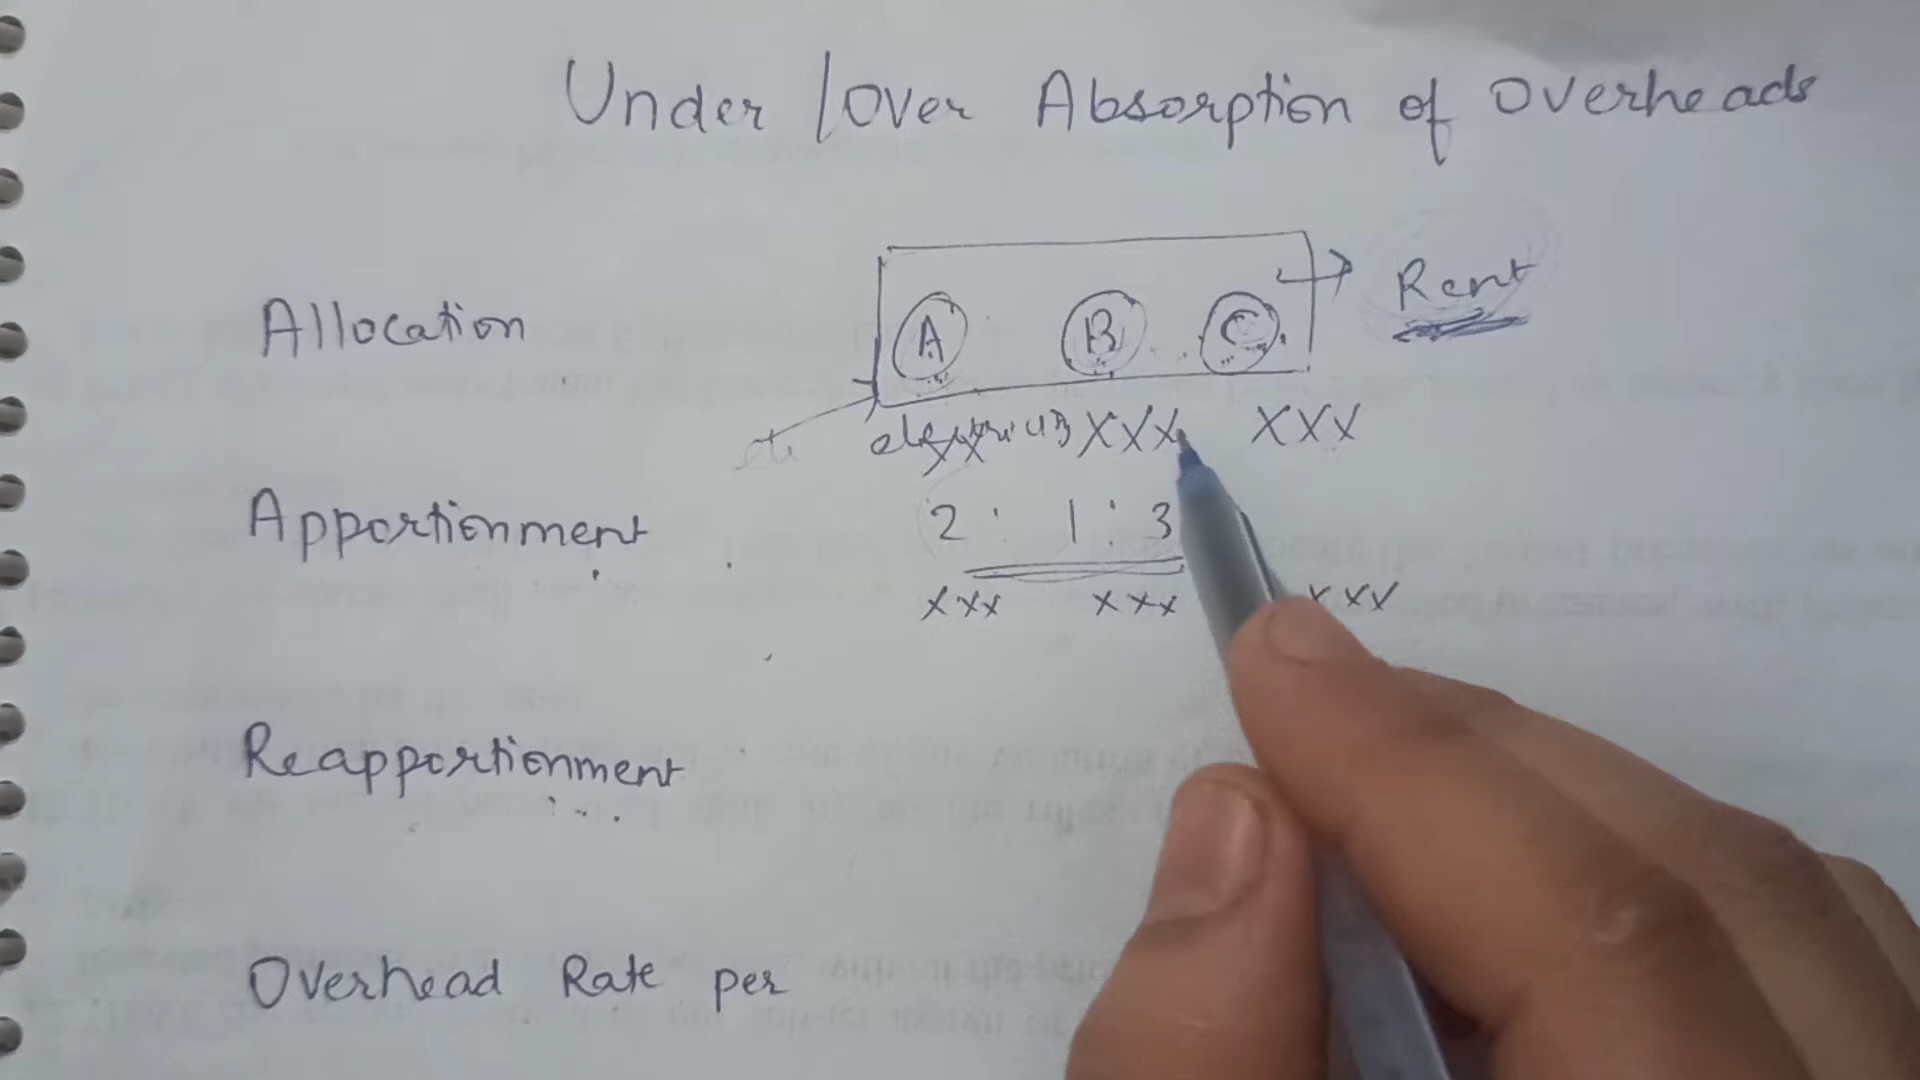 Under / Over Absorption of Overheads
Rent
A B C
Allocation
XXX XXX
Apportionment
2 : 1 : 3
XXX XXX XXX
Reapportionment
Overhead Rate per